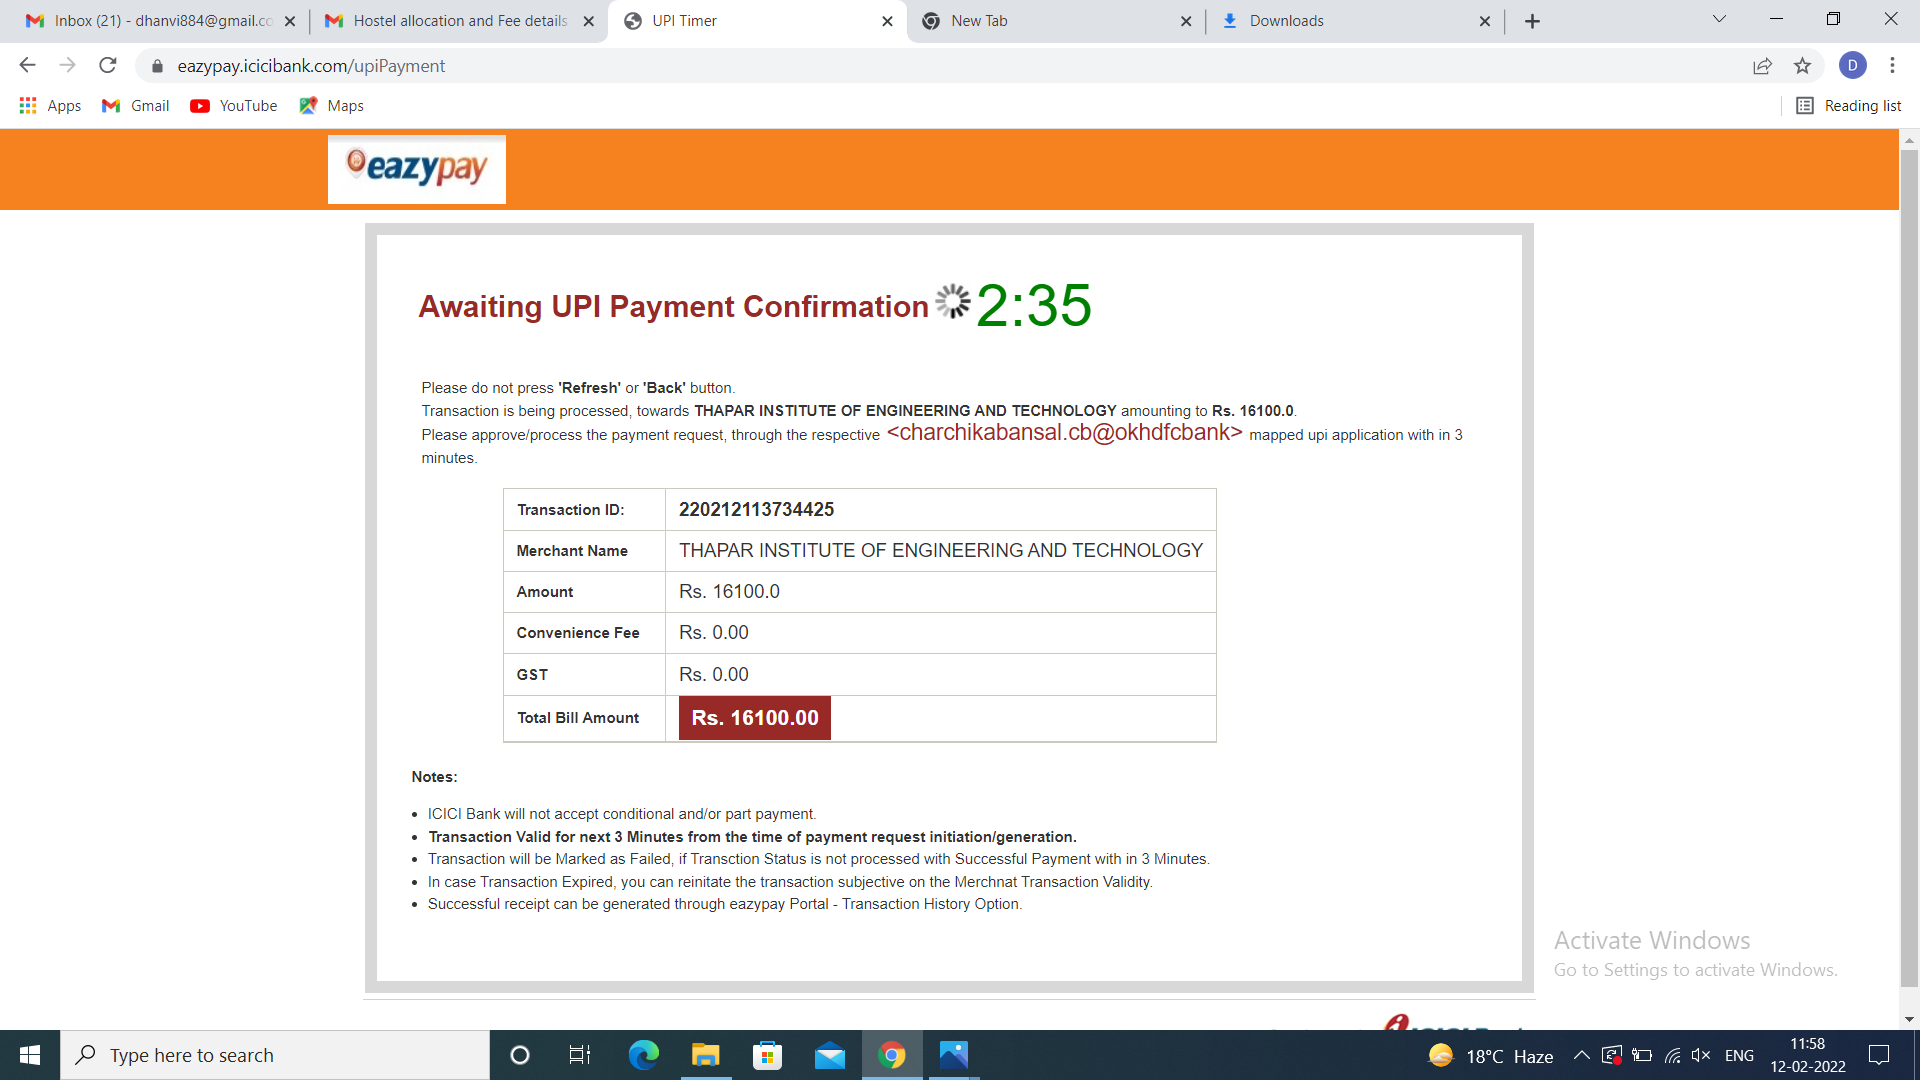 Inbox (21) - dhanvi884@gmail.co
Hostel allocation and Fee details
UPI Timer
New Tab
Downloads
eazypay.icicibank.com/upiPayment
D
Apps
Gmail
YouTube
Maps
Reading list
eazypay
Awaiting UPI Payment Confirmation 2:35
Please do not press 'Refresh' or 'Back' button.
Transaction is being processed, towards THAPAR INSTITUTE OF ENGINEERING AND TECHNOLOGY amounting to Rs. 16100.0.
Please approve/process the payment request, through the respective <charchikabansal.cb@okhdfcbank> mapped upi application with in 3
minutes.
Transaction ID: 220212113734425
Merchant Name THAPAR INSTITUTE OF ENGINEERING AND TECHNOLOGY
Amount Rs. 16100.0
Convenience Fee Rs. 0.00
GST Rs. 0.00
Total Bill Amount Rs. 16100.00
Notes:
ICICI Bank will not accept conditional and/or part payment.
Transaction Valid for next 3 Minutes from the time of payment request initiation/generation.
Transaction will be Marked as Failed, if Transction Status is not processed with Successful Payment with in 3 Minutes.
In case Transaction Expired, you can reinitate the transaction subjective on the Merchnat Transaction Validity.
Successful receipt can be generated through eazypay Portal - Transaction History Option.
Activate Windows
Go to Settings to activate Windows.
Type here to search
18°C Haze
ENG
11:58
12-02-2022